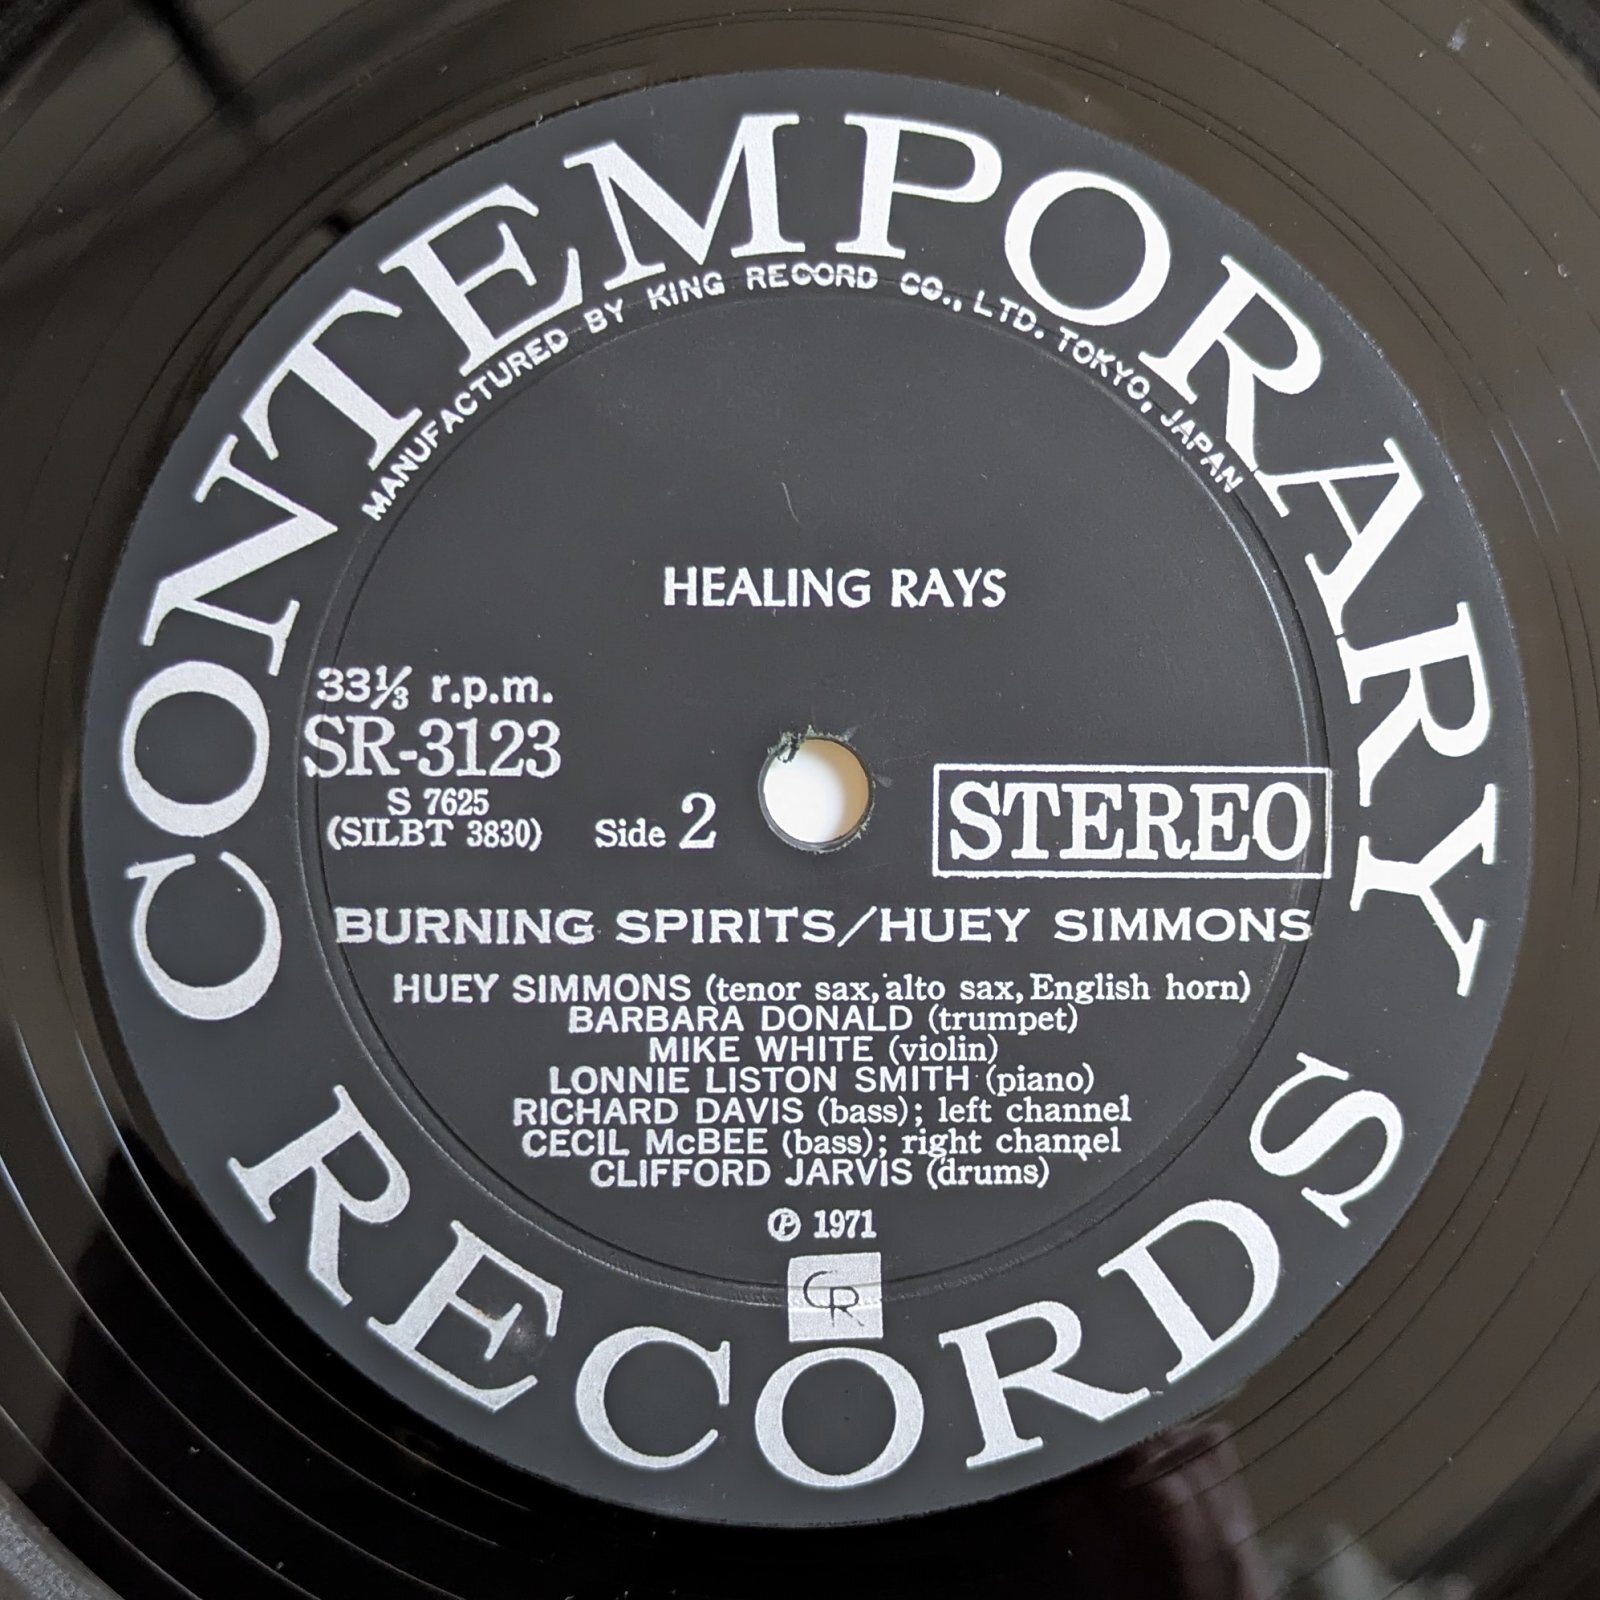 CONTEMPORARY
MANUFACTURED BY KING RECORD CO., LTD. TOKYO, JAPAN
HEALING RAYS
33⅓ r.p.m.
SR-3123
S 7625
(SILBT 3830)
Side 2
STEREO
BURNING SPIRITS/HUEY SIMMONS
HUEY SIMMONS (tenor sax, alto sax, English horn)
BARBARA DONALD (trumpet)
MIKE WHITE (violin)
LONNIE LISTON SMITH (piano)
RICHARD DAVIS (bass); left channel
CECIL McBEE (bass); right channel
CLIFFORD JARVIS (drums)
℗ 1971
CR
RECORDS